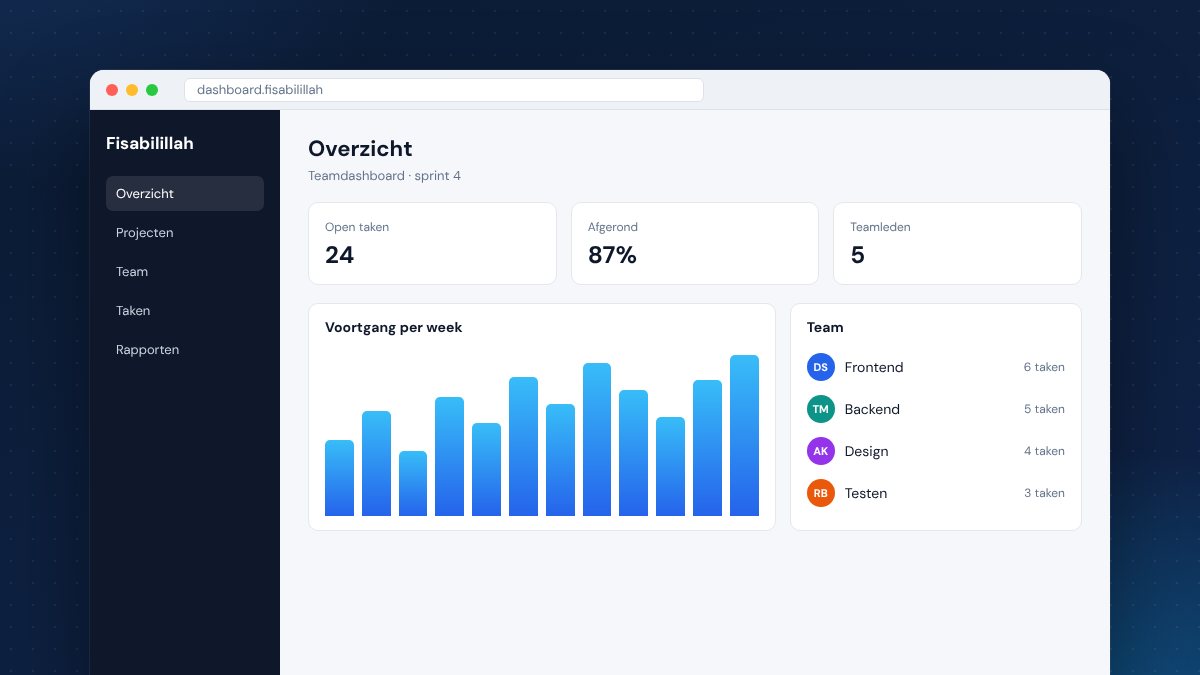 dashboard.fisabilillah
Fisabilillah
Overzicht
Projecten
Team
Taken
Rapporten
Overzicht
Teamdashboard · sprint 4
Open taken
24
Afgerond
87%
Teamleden
5
Voortgang per week
Team
DS Frontend 6 taken
TM Backend 5 taken
AK Design 4 taken
RB Testen 3 taken